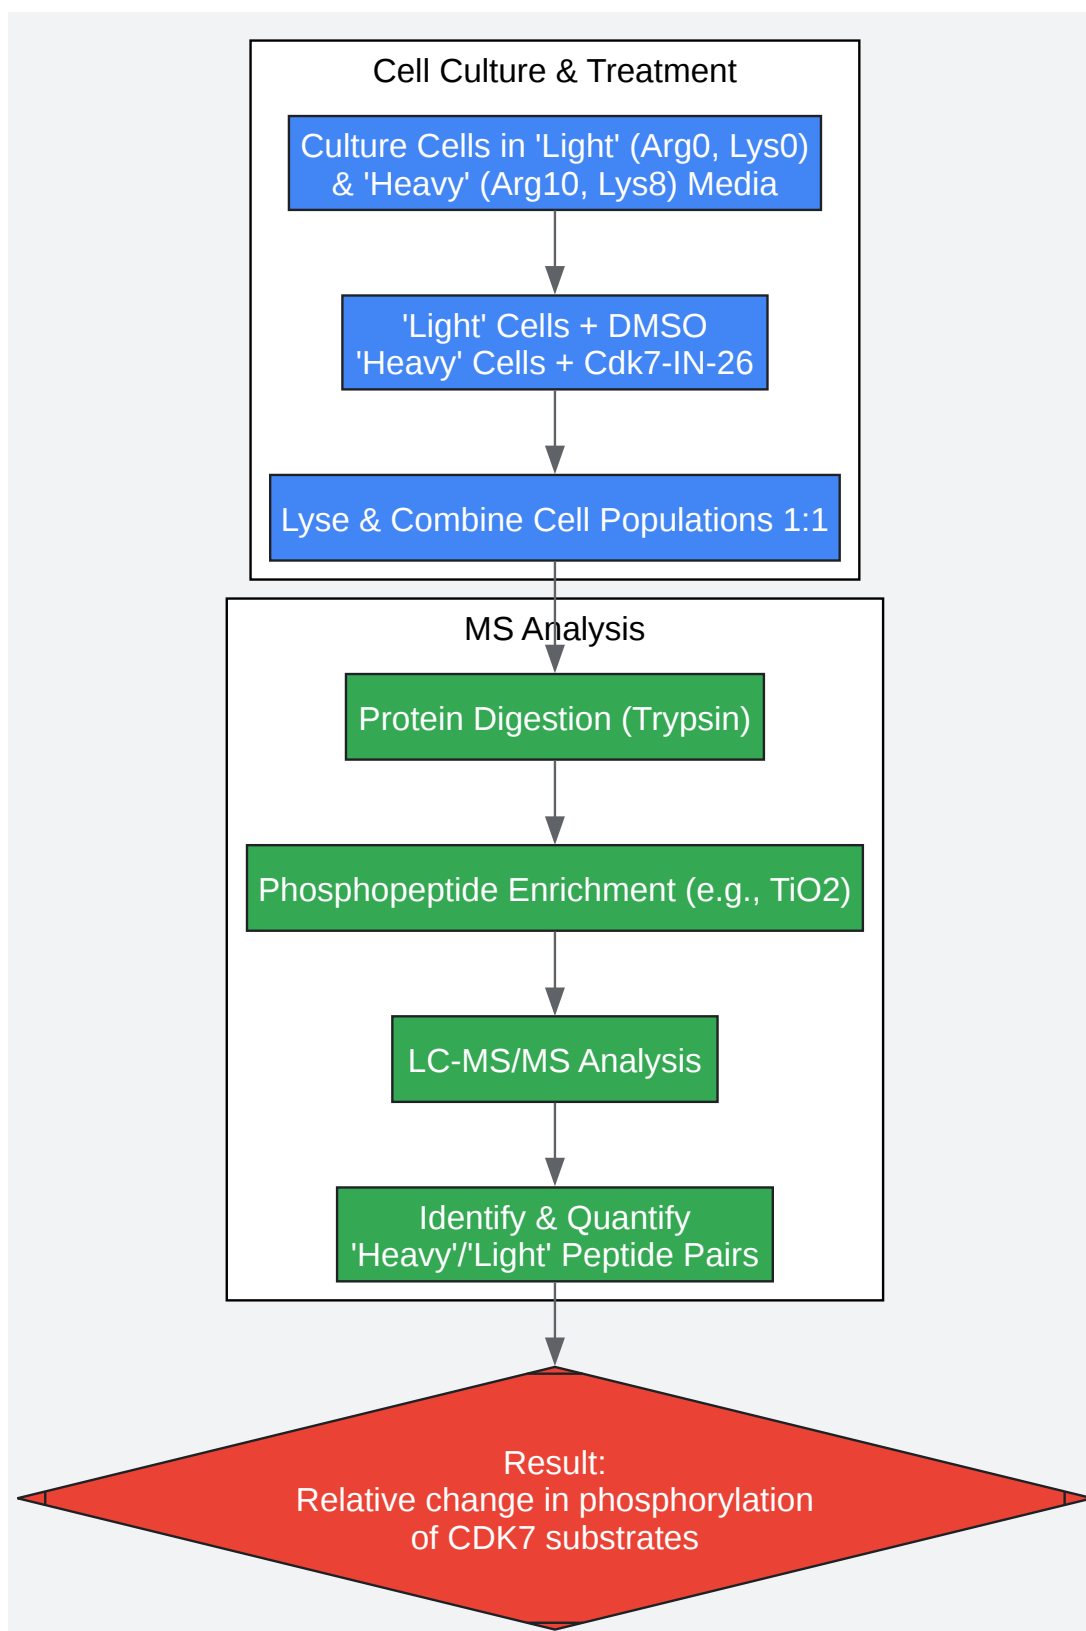 Cell Culture & Treatment
Culture Cells in 'Light' (Arg0, Lys0)
& 'Heavy' (Arg10, Lys8) Media
'Light' Cells + DMSO
'Heavy' Cells + Cdk7-IN-26
Lyse & Combine Cell Populations 1:1
MS Analysis
Protein Digestion (Trypsin)
Phosphopeptide Enrichment (e.g., TiO2)
LC-MS/MS Analysis
Identify & Quantify
'Heavy'/'Light' Peptide Pairs
Result:
Relative change in phosphorylation
of CDK7 substrates